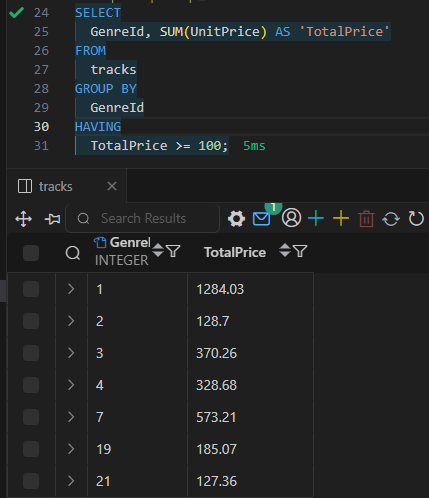 24 SELECT
25 GenreId, SUM(UnitPrice) AS 'TotalPrice'
26 FROM
27 tracks
28 GROUP BY
29 GenreId
30 HAVING
31 TotalPrice >= 100; 5ms
tracks
Search Results
1
GenreI
TotalPrice
INTEGER
1 1284.03
2 128.7
3 370.26
4 328.68
7 573.21
19 185.07
21 127.36